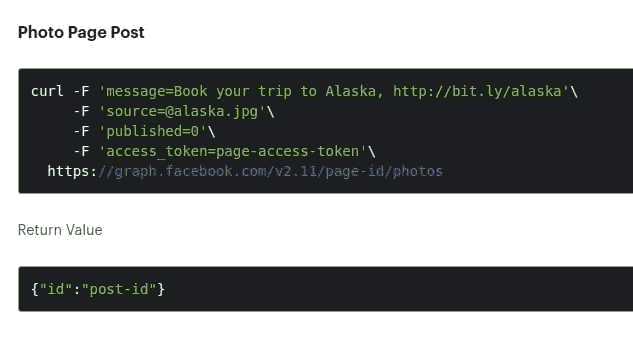 Photo Page Post
curl -F 'message=Book your trip to Alaska, http://bit.ly/alaska'\
-F 'source=@alaska.jpg'\
-F 'published=0'\
-F 'access_token=page-access-token'\
https://graph.facebook.com/v2.11/page-id/photos
Return Value
{"id":"post-id"}